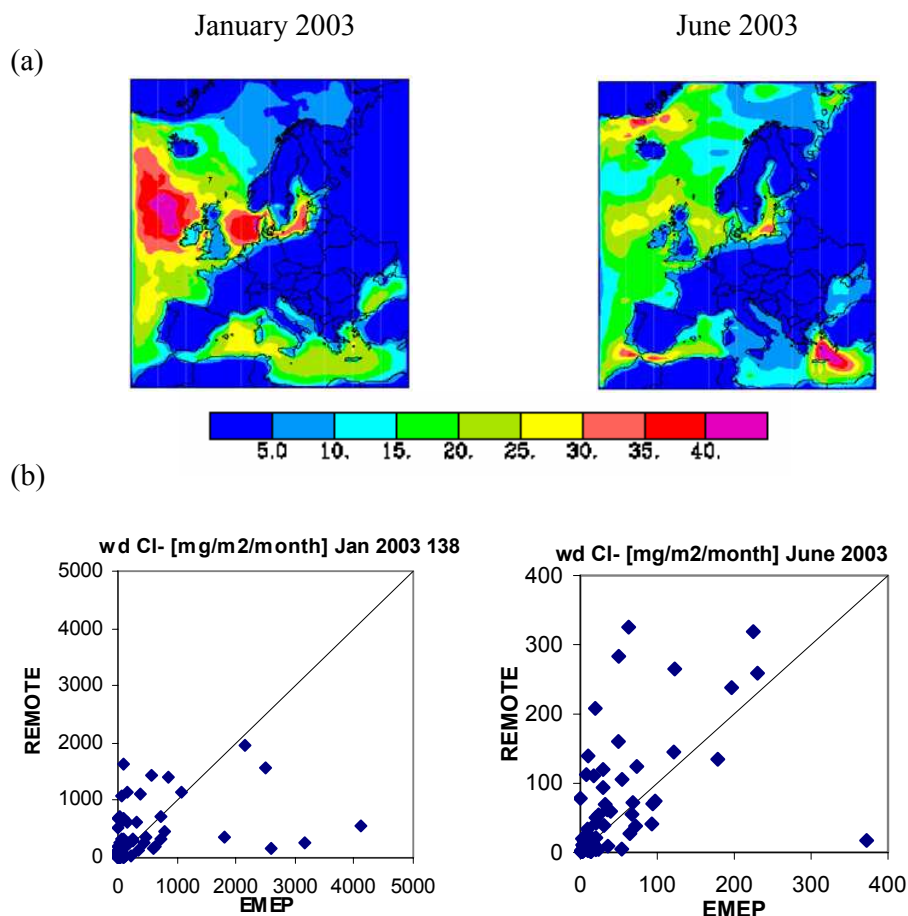 January 2003 June 2003
(a)
5.0 10. 15. 20. 25. 30. 35. 40.
(b)
wd Cl- [mg/m2/month] Jan 2003 138
5000
4000
3000
2000
1000
0
0 1000 2000 3000 4000 5000
REMOTE
EMEP
wd Cl- [mg/m2/month] June 2003
400
300
200
100
0
0 100 200 300 400
REMOTE
EMEP